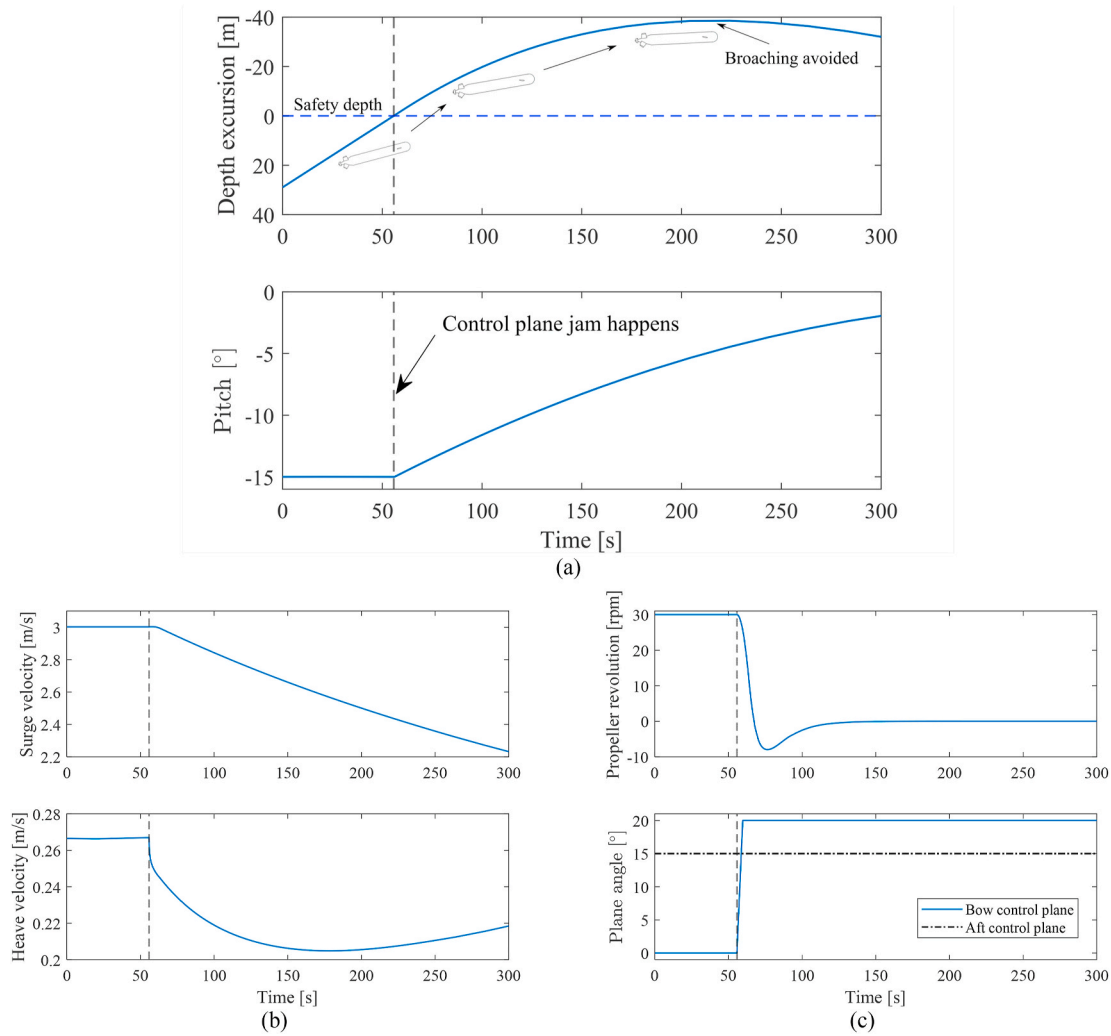 Depth excursion [m]
-40
-20
0
20
40
Safety depth
Broaching avoided
0 50 100 150 200 250 300
Pitch [°]
0
-5
-10
-15
Control plane jam happens
0 50 100 150 200 250 300
Time [s]
(a)
Surge velocity [m/s]
3
2.8
2.6
2.4
2.2
0 50 100 150 200 250 300
Heave velocity [m/s]
0.28
0.26
0.24
0.22
0.2
0 50 100 150 200 250 300
Time [s]
(b)
Propeller revolution [rpm]
30
20
10
0
-10
0 50 100 150 200 250 300
Plane angle [°]
20
15
10
5
0
Bow control plane
Aft control plane
0 50 100 150 200 250 300
Time [s]
(c)